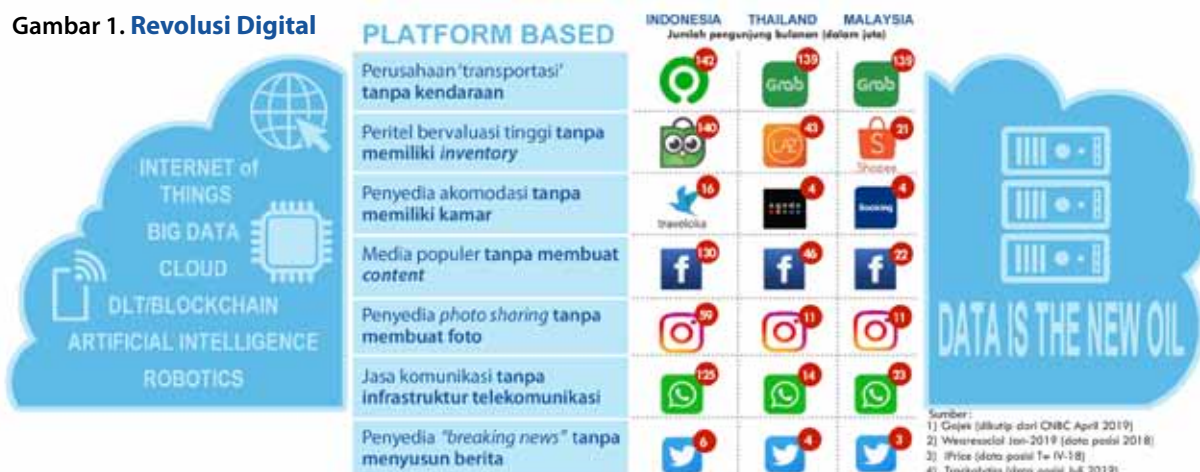 Gambar 1. Revolusi Digital
INTERNET of
THINGS
BIG DATA
CLOUD
DLT/BLOCKCHAIN
ARTIFICIAL INTELLIGENCE
ROBOTICS
PLATFORM BASED
INDONESIA THAILAND MALAYSIA
Jumlah pengunjung bulanan (dalam juta)
Perusahaan 'transportasi'
tanpa kendaraan
142 Grab 139 Grab 139
Peritel bervaluasi tinggi tanpa
memiliki inventory
140 LAZ 43 S 21
Shopee
Penyedia akomodasi tanpa
memiliki kamar
16 agoda 4 Booking 4
traveloka
Media populer tanpa membuat
content
f 130 f 46 f 22
Penyedia photo sharing tanpa
membuat foto
59 11 11
Jasa komunikasi tanpa
infrastruktur telekomunikasi
125 14 23
Penyedia "breaking news" tanpa
menyusun berita
6 4 3
DATA IS THE NEW OIL
Sumber :
1) Gojek (dikutip dari CNBC April 2019)
2) Wearesocial Jan-2019 (data posisi 2018)
3) iPrice (data posisi Tw IV-18)